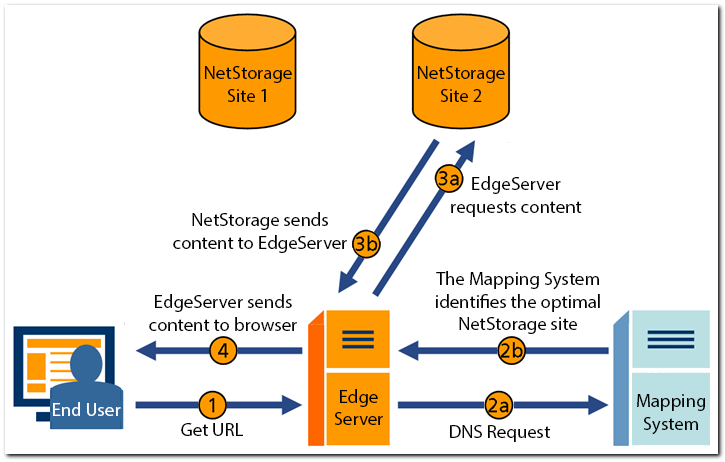 NetStorage
Site 1
NetStorage
Site 2
3a
EdgeServer
requests content
NetStorage sends
content to EdgeServer
3b
The Mapping System
identifies the optimal
NetStorage site
EdgeServer sends
content to browser
4
2b
End User
1
Get URL
Edge
Server
2a
DNS Request
Mapping
System